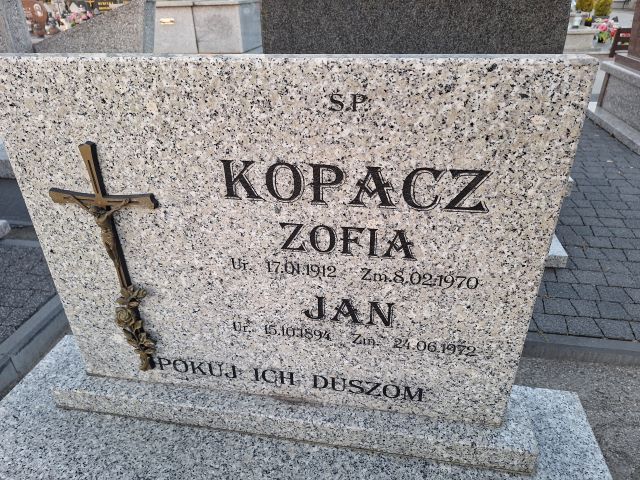 Ś.P.
KOPACZ
ZOFIA
Ur. 17.01.1912 Zm.8.02.1970
JAN
Ur. 15.10.1894 Zm. 24.06.1972
POKUJ ICH DUSZOM